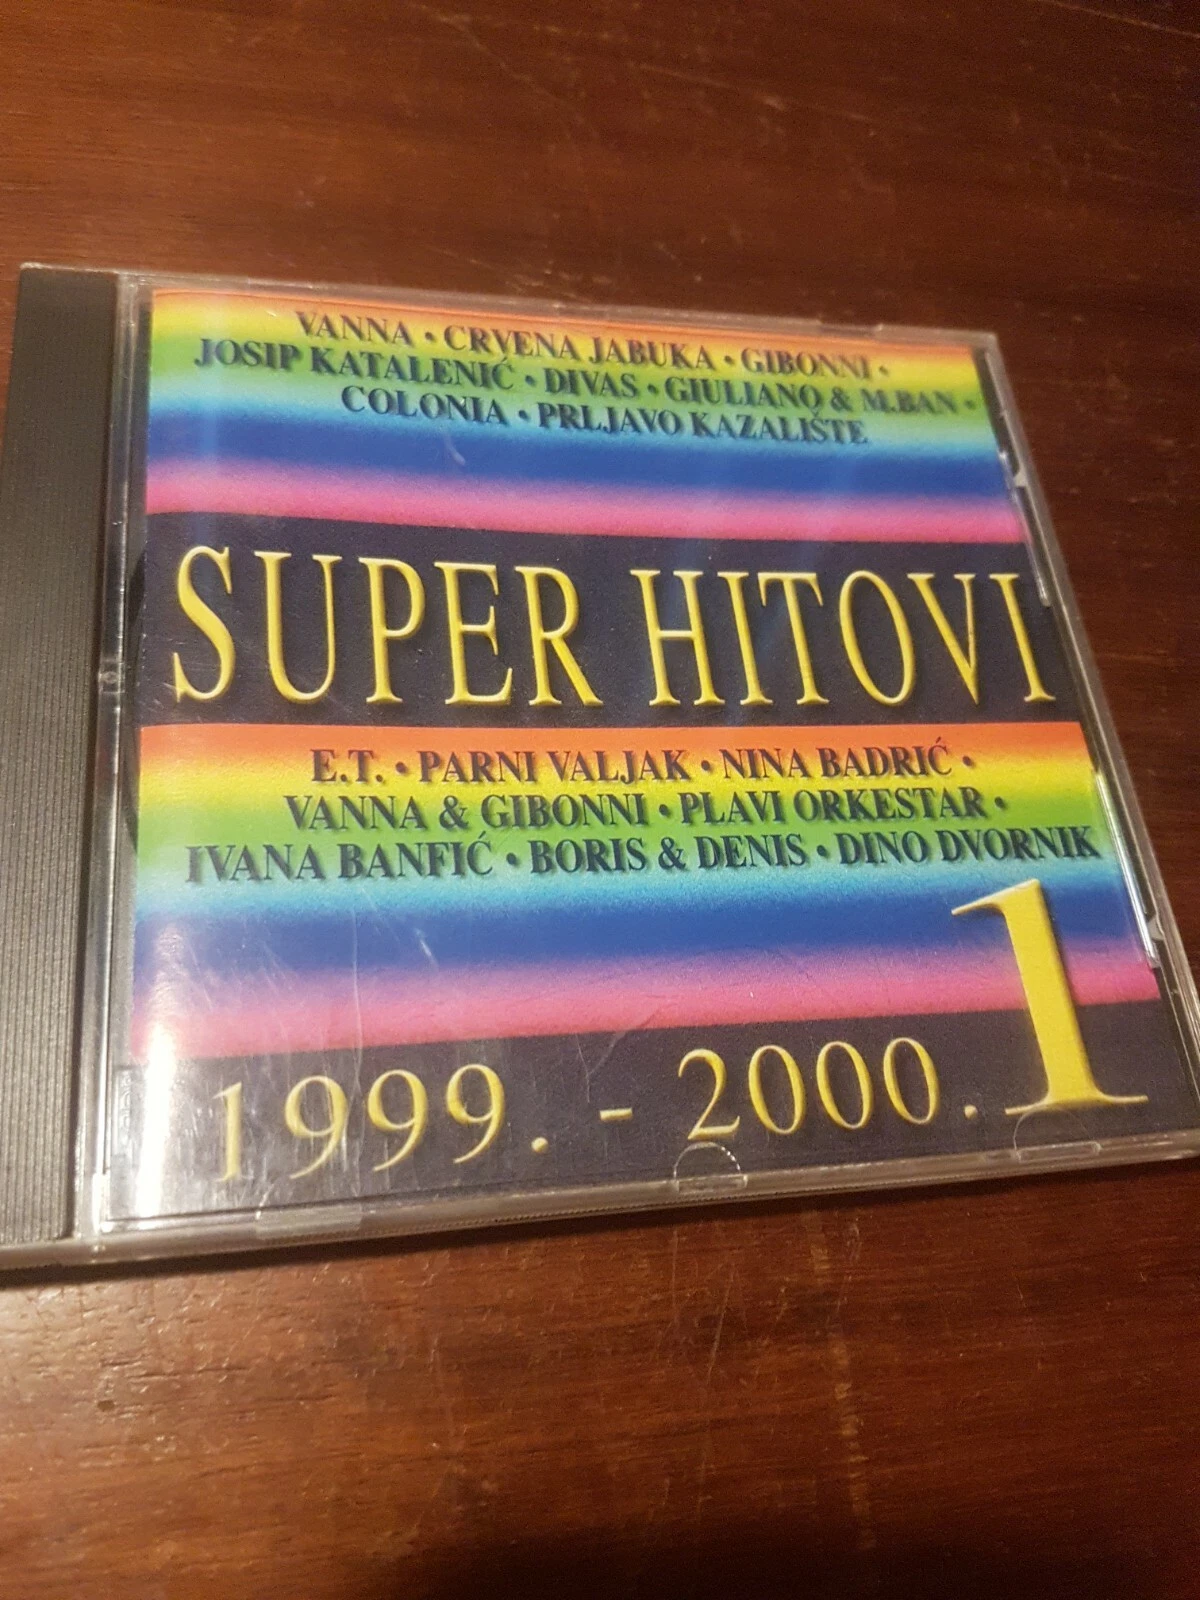 VANNA • CRVENA JABUKA • GIBONNI •
JOSIP KATALENIĆ • DIVAS • GIULIANO & M.BAN •
COLONIA • PRLJAVO KAZALIŠTE
SUPER HITOVI
E.T. • PARNI VALJAK • NINA BADRIĆ •
VANNA & GIBONNI • PLAVI ORKESTAR •
IVANA BANFIĆ • BORIS & DENIS • DINO DVORNIK
1999. - 2000. 1